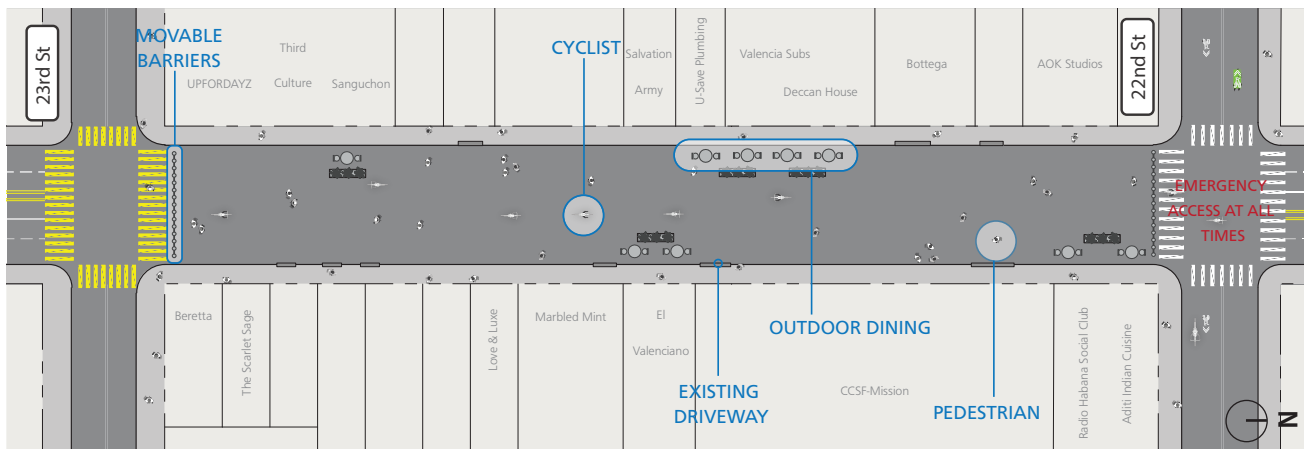 23rd St
MOVABLE
BARRIERS
UPFORDAYZ
Third
Culture
Sanguchon
CYCLIST
Salvation
Army
U-Save Plumbing
Valencia Subs
Deccan House
Bottega
AOK Studios
22nd St
EMERGENCY
ACCESS AT ALL
TIMES
Beretta
The Scarlet Sage
Love & Luxe
Marbled Mint
El
Valenciano
EXISTING
DRIVEWAY
OUTDOOR DINING
CCSF-Mission
PEDESTRIAN
Radio Habana Social Club
Aditi Indian Cuisine
N